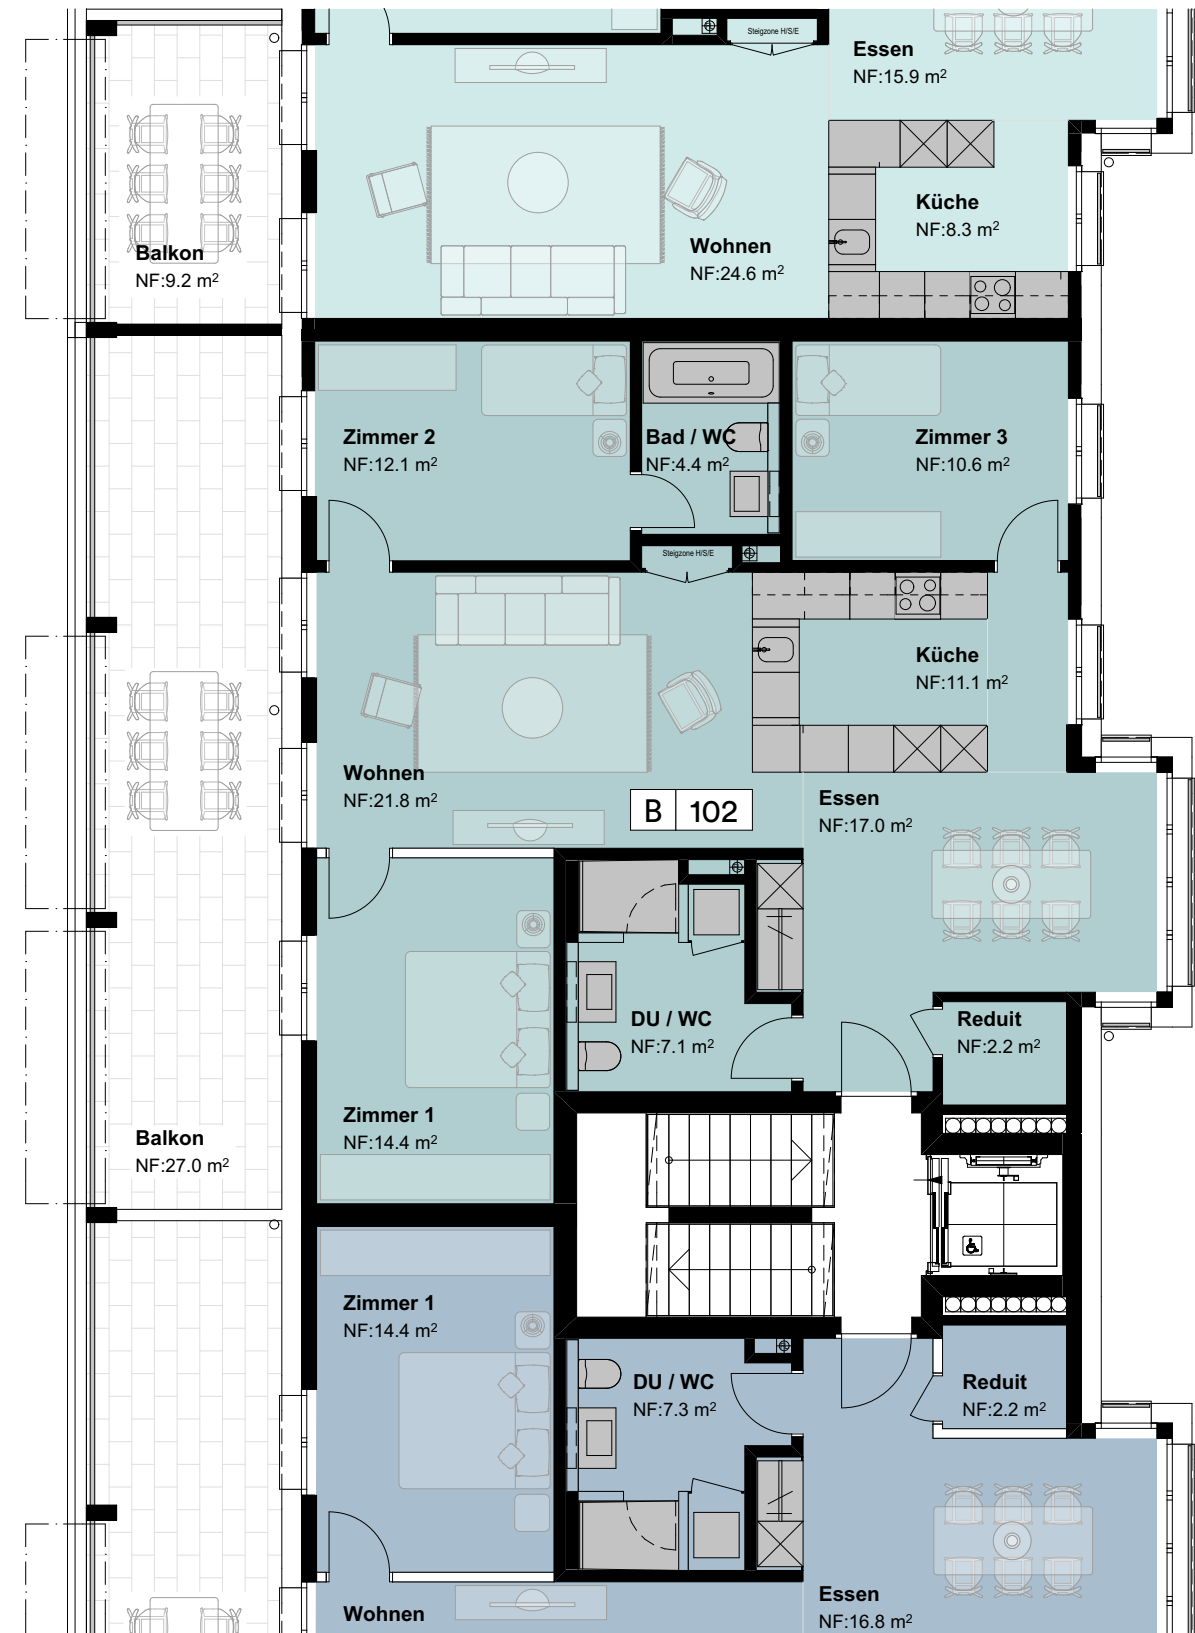 Steigzone H/S/E
Essen
NF:15.9 m²
Küche
NF:8.3 m²
Wohnen
NF:24.6 m²
Balkon
NF:9.2 m²
Zimmer 2
NF:12.1 m²
Bad / WC
NF:4.4 m²
Zimmer 3
NF:10.6 m²
Steigzone H/S/E
Küche
NF:11.1 m²
Wohnen
NF:21.8 m²
B 102
Essen
NF:17.0 m²
DU / WC
NF:7.1 m²
Reduit
NF:2.2 m²
Zimmer 1
NF:14.4 m²
Balkon
NF:27.0 m²
Zimmer 1
NF:14.4 m²
DU / WC
NF:7.3 m²
Reduit
NF:2.2 m²
Essen
NF:16.8 m²
Wohnen